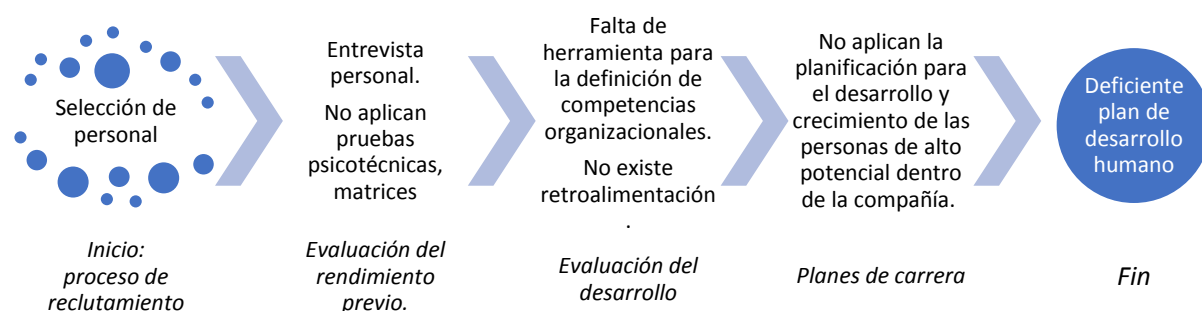 Selección de
personal
Inicio:
proceso de
reclutamiento
Entrevista
personal.
No aplican
pruebas
psicotécnicas,
matrices
Evaluación del
rendimiento
previo.
Falta de
herramienta para
la definición de
competencias
organizacionales.
No existe
retroalimentación
.
Evaluación del
desarrollo
No aplican la
planificación para
el desarrollo y
crecimiento de las
personas de alto
potencial dentro
de la compañía.
Planes de carrera
Deficiente
plan de
desarrollo
humano
Fin